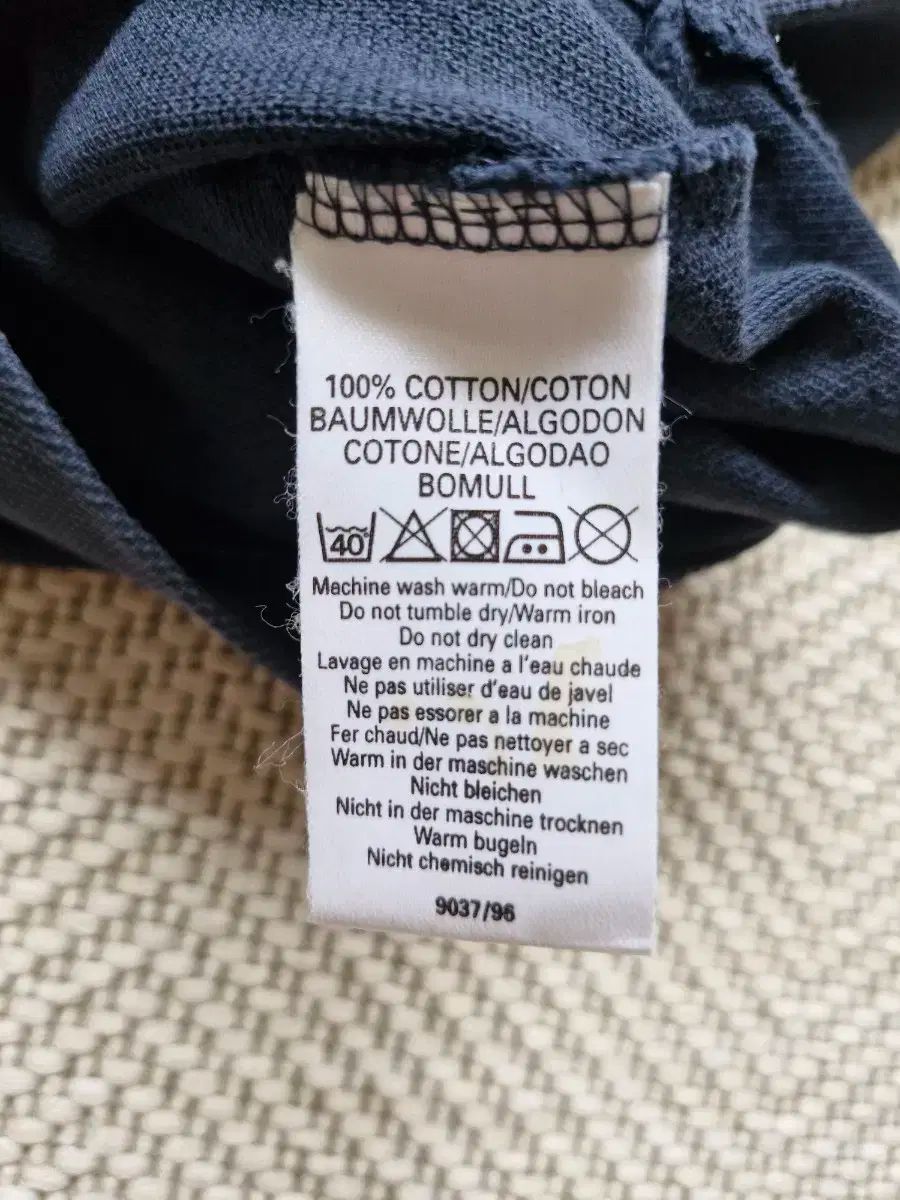 100% COTTON/COTON
BAUMWOLLE/ALGODON
COTONE/ALGODAO
BOMULL
40
Machine wash warm/Do not bleach
Do not tumble dry/Warm iron
Do not dry clean
Lavage en machine a l'eau chaude
Ne pas utiliser d'eau de javel
Ne pas essorer a la machine
Fer chaud/Ne pas nettoyer a sec
Warm in der maschine waschen
Nicht bleichen
Nicht in der maschine trocknen
Warm bugeln
Nicht chemisch reinigen
9037/96